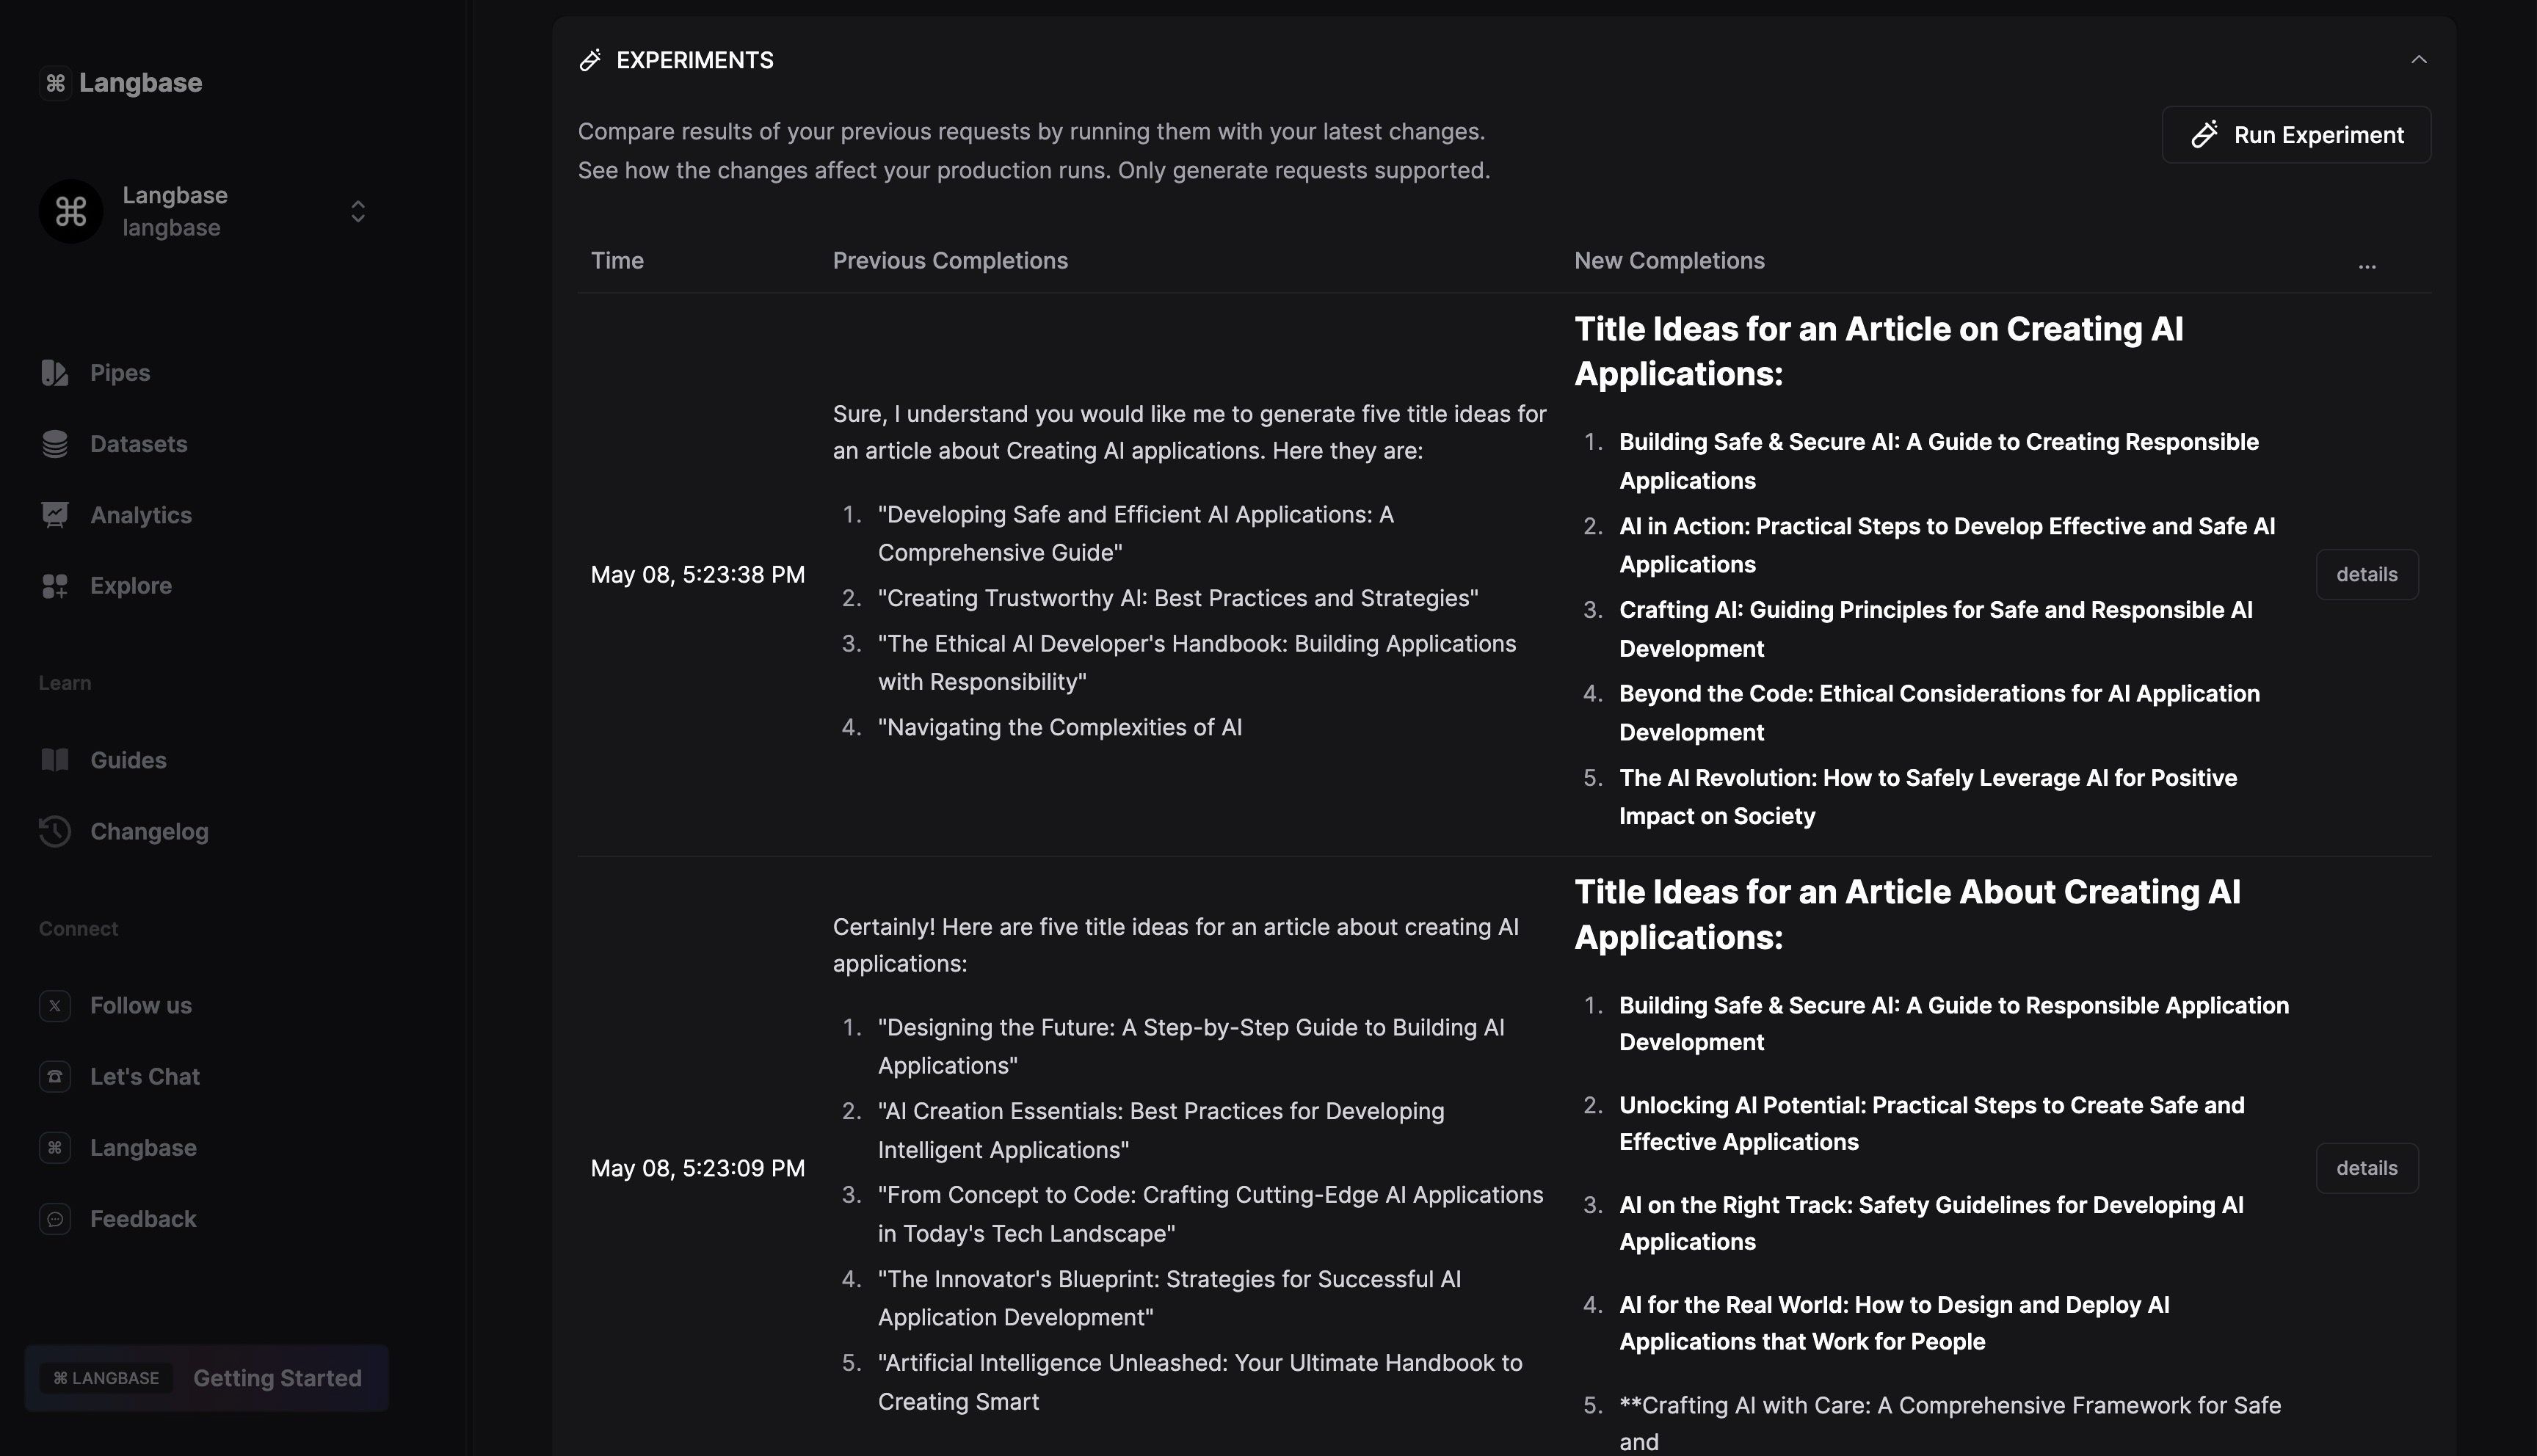 ⌘ Langbase
Langbase
langbase
Pipes
Datasets
Analytics
Explore
Learn
Guides
Changelog
Connect
Follow us
Let's Chat
Langbase
Feedback
⌘ LANGBASE Getting Started
EXPERIMENTS
Compare results of your previous requests by running them with your latest changes.
See how the changes affect your production runs. Only generate requests supported.
Run Experiment
Time Previous Completions New Completions ...
May 08, 5:23:38 PM
Sure, I understand you would like me to generate five title ideas for
an article about Creating AI applications. Here they are:
1. "Developing Safe and Efficient AI Applications: A
Comprehensive Guide"
2. "Creating Trustworthy AI: Best Practices and Strategies"
3. "The Ethical AI Developer's Handbook: Building Applications
with Responsibility"
4. "Navigating the Complexities of AI
Title Ideas for an Article on Creating AI
Applications:
1. Building Safe & Secure AI: A Guide to Creating Responsible
Applications
2. AI in Action: Practical Steps to Develop Effective and Safe AI
Applications
3. Crafting AI: Guiding Principles for Safe and Responsible AI
Development
4. Beyond the Code: Ethical Considerations for AI Application
Development
5. The AI Revolution: How to Safely Leverage AI for Positive
Impact on Society
details
May 08, 5:23:09 PM
Certainly! Here are five title ideas for an article about creating AI
applications:
1. "Designing the Future: A Step-by-Step Guide to Building AI
Applications"
2. "AI Creation Essentials: Best Practices for Developing
Intelligent Applications"
3. "From Concept to Code: Crafting Cutting-Edge AI Applications
in Today's Tech Landscape"
4. "The Innovator's Blueprint: Strategies for Successful AI
Application Development"
5. "Artificial Intelligence Unleashed: Your Ultimate Handbook to
Creating Smart
Title Ideas for an Article About Creating AI
Applications:
1. Building Safe & Secure AI: A Guide to Responsible Application
Development
2. Unlocking AI Potential: Practical Steps to Create Safe and
Effective Applications
3. AI on the Right Track: Safety Guidelines for Developing AI
Applications
4. AI for the Real World: How to Design and Deploy AI
Applications that Work for People
5. **Crafting AI with Care: A Comprehensive Framework for Safe
and
details